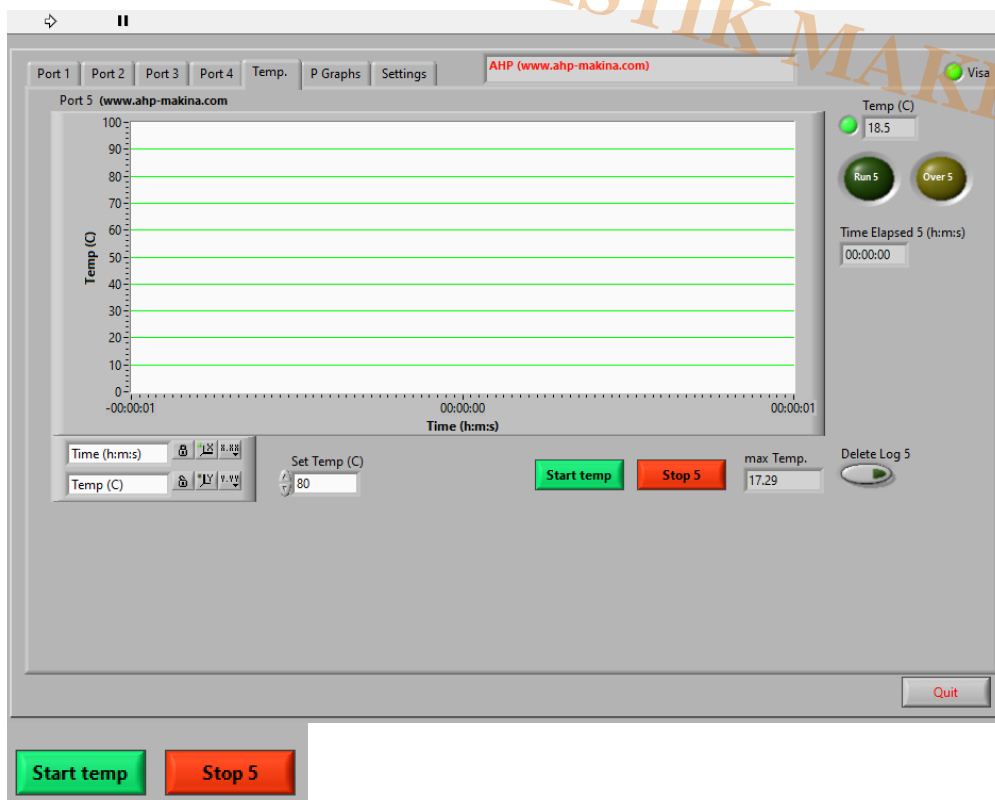 ISTIK MAKI
Port 1 Port 2 Port 3 Port 4 Temp. P Graphs Settings
AHP (www.ahp-makina.com)
Visa
Port 5 (www.ahp-makina.com
Temp (C)
18.5
Run 5 Over 5
Time Elapsed 5 (h:m:s)
00:00:00
100
90
80
70
60
50
40
30
20
10
0
Temp (C)
-00:00:01 00:00:00 00:00:01
Time (h:m:s)
Time (h:m:s) X X.XX
Temp (C) Y Y.YY
Set Temp (C)
80
Start temp Stop 5
max Temp.
17.29
Delete Log 5
Quit
Start temp Stop 5